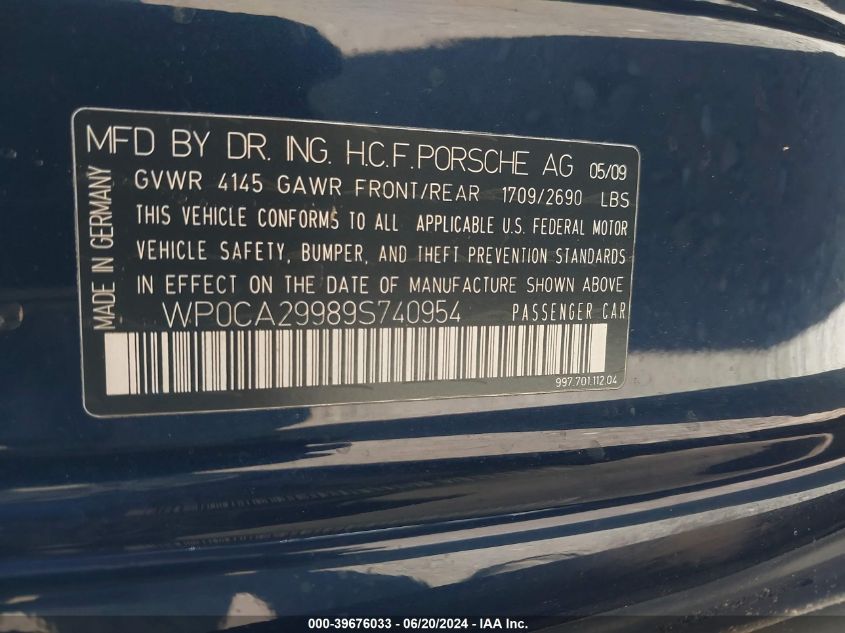 MFD BY DR. ING. H.C.F. PORSCHE AG 05/09
GVWR 4145 GAWR FRONT/REAR 1709/2690 LBS
THIS VEHICLE CONFORMS TO ALL APPLICABLE U.S. FEDERAL MOTOR
VEHICLE SAFETY, BUMPER, AND THEFT PREVENTION STANDARDS
IN EFFECT ON THE DATE OF MANUFACTURE SHOWN ABOVE
WP0CA29989S740954 PASSENGER CAR
997.701.112.04
MADE IN GERMANY
000-39676033 - 06/20/2024 - IAA Inc.